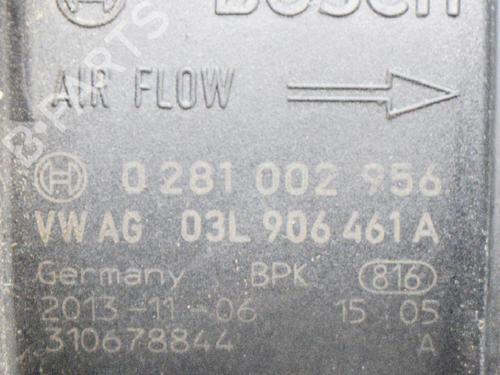 BOSCH
AIR FLOW
0 281 002 956
VW AG 03L 906 461 A
Germany BPK 816
2013-11-06 15 05
310678844 A
B-PARTS